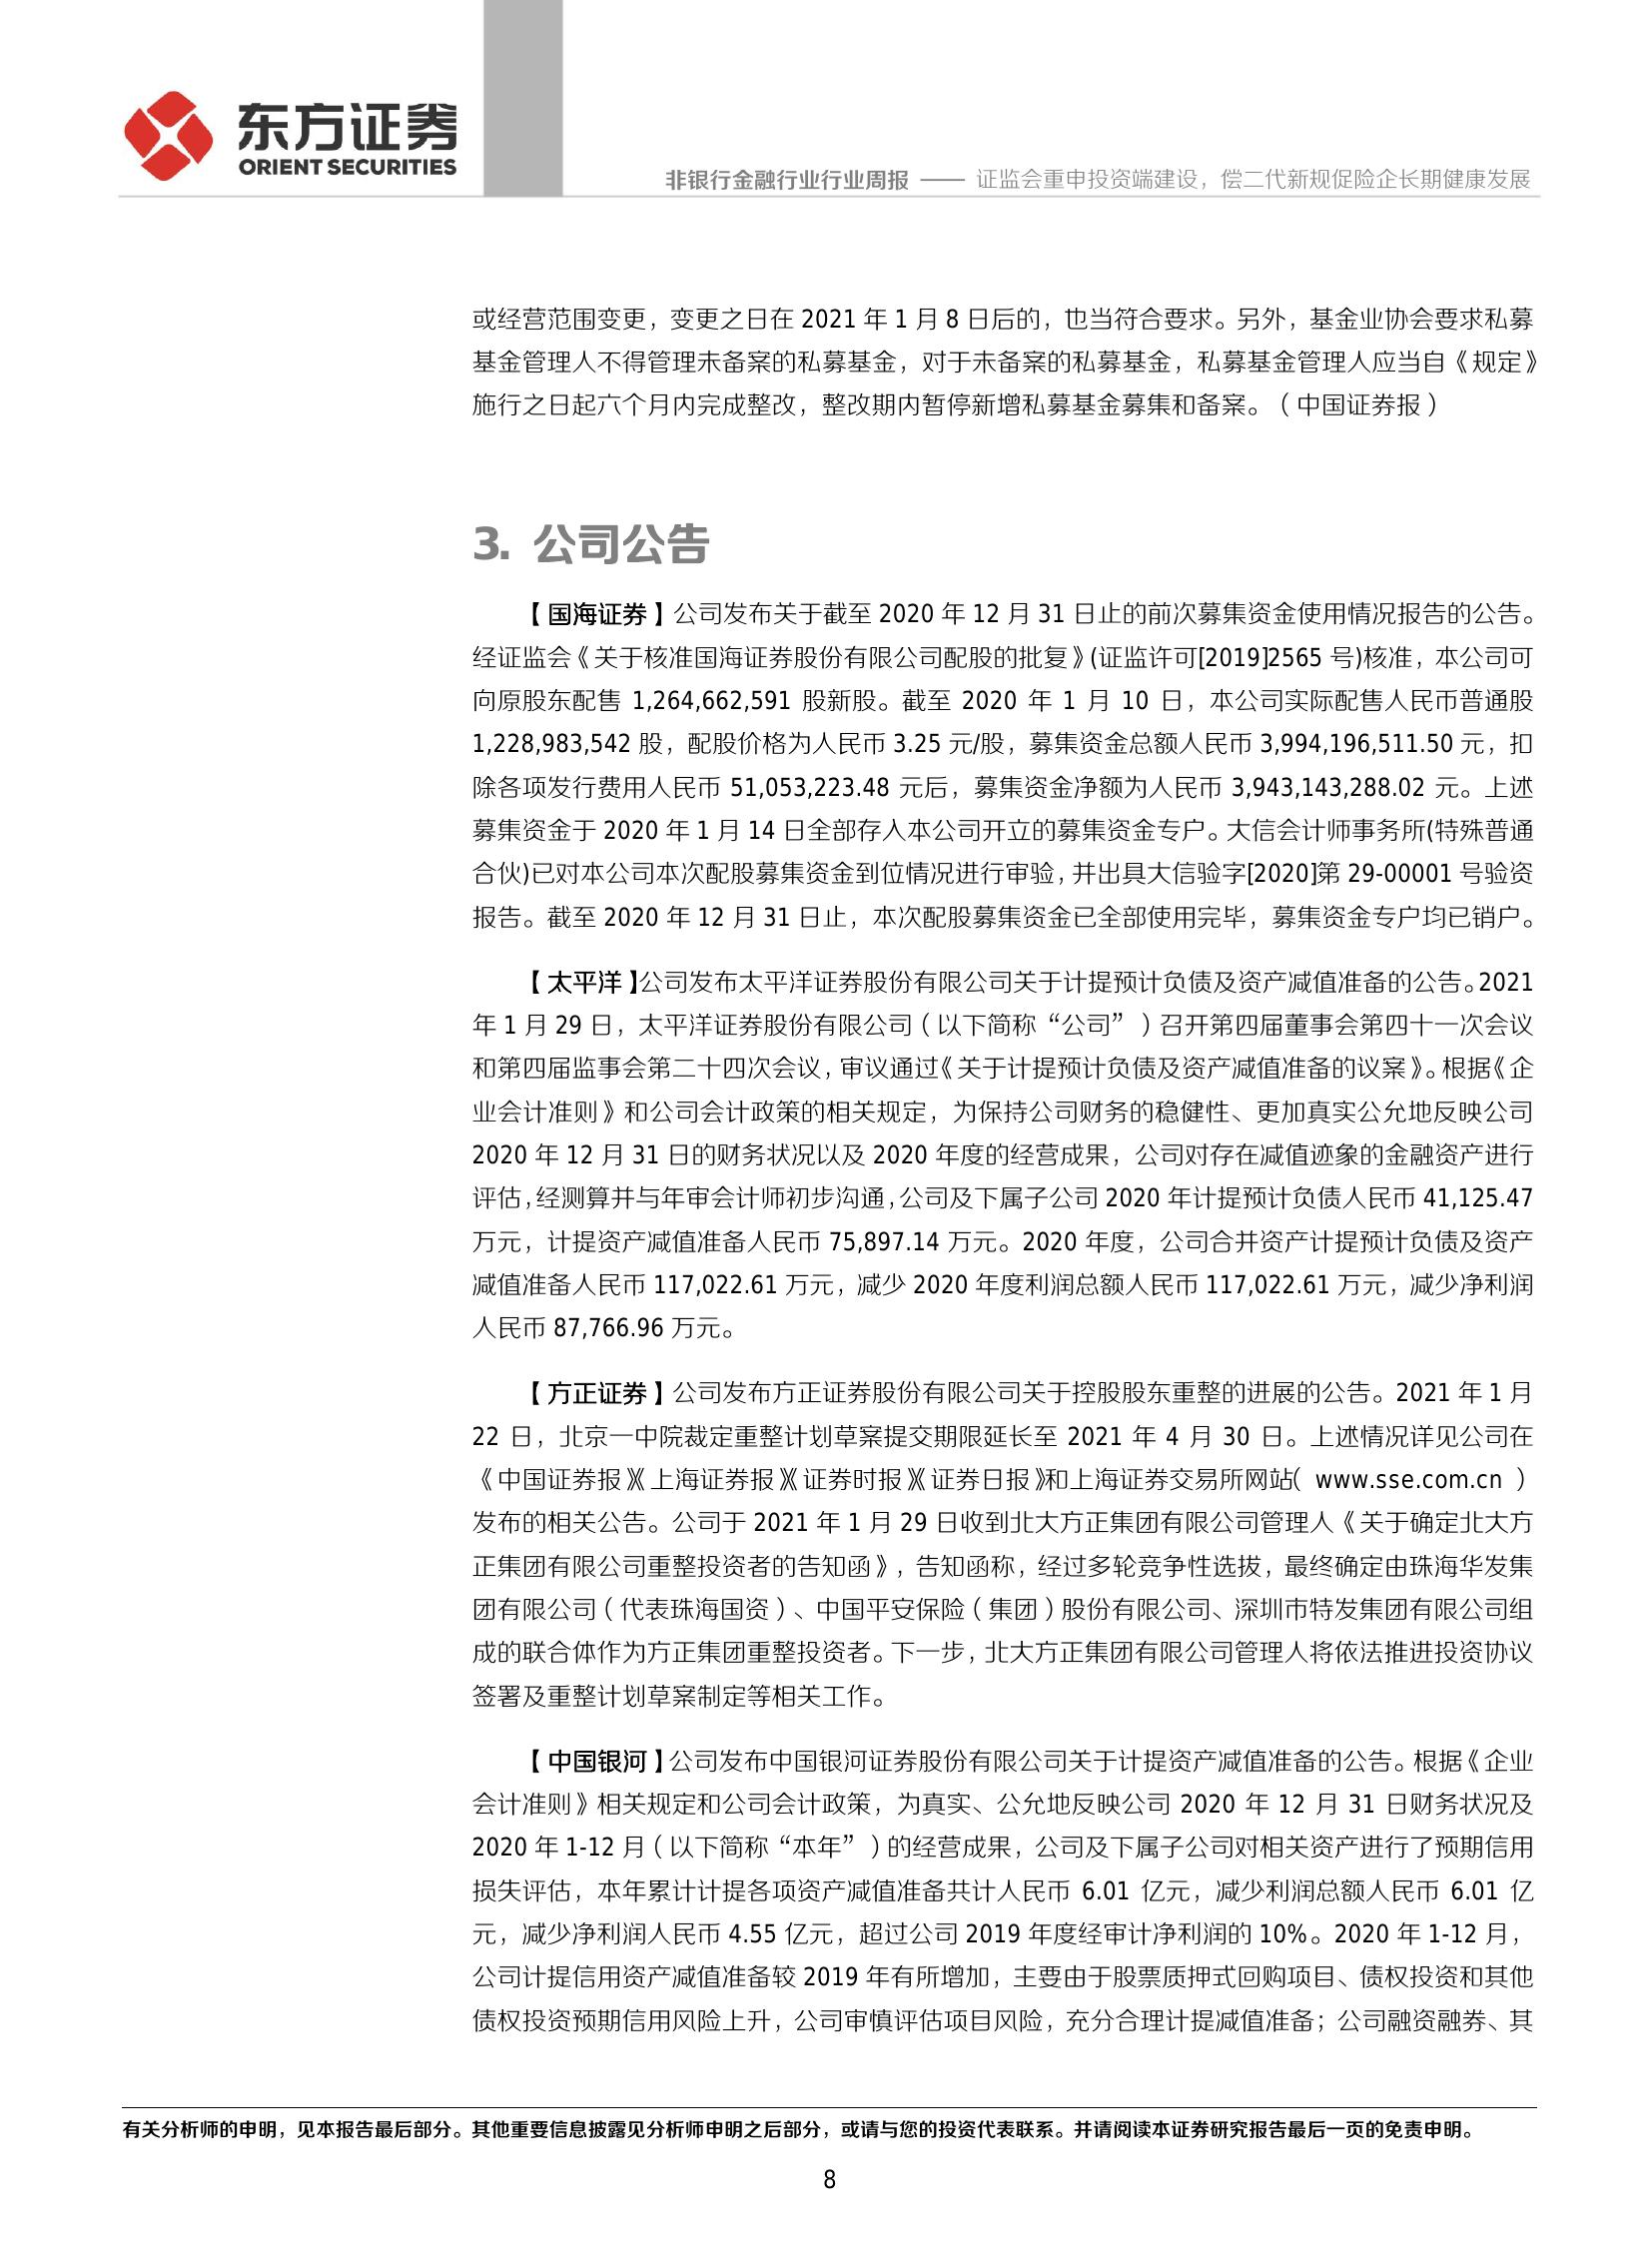 东方证券
ORIENT SECURITIES
非银行金融行业行业周报 —— 证监会重申投资端建设，偿二代新规促险企长期健康发展
或经营范围变更，变更之日在 2021 年 1 月 8 日后的，也当符合要求。另外，基金业协会要求私募
基金管理人不得管理未备案的私募基金，对于未备案的私募基金，私募基金管理人应当自《规定》
施行之日起六个月内完成整改，整改期内暂停新增私募基金募集和备案。（中国证券报）
3. 公司公告
【国海证券】公司发布关于截至 2020 年 12 月 31 日止的前次募集资金使用情况报告的公告。
经证监会《关于核准国海证券股份有限公司配股的批复》(证监许可[2019]2565 号)核准，本公司可
向原股东配售 1,264,662,591 股新股。截至 2020 年 1 月 10 日，本公司实际配售人民币普通股
1,228,983,542 股，配股价格为人民币 3.25 元/股，募集资金总额人民币 3,994,196,511.50 元，扣
除各项发行费用人民币 51,053,223.48 元后，募集资金净额为人民币 3,943,143,288.02 元。上述
募集资金于 2020 年 1 月 14 日全部存入本公司开立的募集资金专户。大信会计师事务所(特殊普通
合伙)已对本公司本次配股募集资金到位情况进行审验，并出具大信验字[2020]第 29-00001 号验资
报告。截至 2020 年 12 月 31 日止，本次配股募集资金已全部使用完毕，募集资金专户均已销户。
【太平洋】公司发布太平洋证券股份有限公司关于计提预计负债及资产减值准备的公告。2021
年 1 月 29 日，太平洋证券股份有限公司（以下简称“公司”）召开第四届董事会第四十一次会议
和第四届监事会第二十四次会议，审议通过《关于计提预计负债及资产减值准备的议案》。根据《企
业会计准则》和公司会计政策的相关规定，为保持公司财务的稳健性、更加真实公允地反映公司
2020 年 12 月 31 日的财务状况以及 2020 年度的经营成果，公司对存在减值迹象的金融资产进行
评估，经测算并与年审会计师初步沟通，公司及下属子公司 2020 年计提预计负债人民币 41,125.47
万元，计提资产减值准备人民币 75,897.14 万元。2020 年度，公司合并资产计提预计负债及资产
减值准备人民币 117,022.61 万元，减少 2020 年度利润总额人民币 117,022.61 万元，减少净利润
人民币 87,766.96 万元。
【方正证券】公司发布方正证券股份有限公司关于控股股东重整的进展的公告。2021 年 1 月
22 日，北京一中院裁定重整计划草案提交期限延长至 2021 年 4 月 30 日。上述情况详见公司在
《中国证券报》《上海证券报》《证券时报》《证券日报》和上海证券交易所网站（www.sse.com.cn）
发布的相关公告。公司于 2021 年 1 月 29 日收到北大方正集团有限公司管理人《关于确定北大方
正集团有限公司重整投资者的告知函》，告知函称，经过多轮竞争性选拔，最终确定由珠海华发集
团有限公司（代表珠海国资）、中国平安保险（集团）股份有限公司、深圳市特发集团有限公司组
成的联合体作为方正集团重整投资者。下一步，北大方正集团有限公司管理人将依法推进投资协议
签署及重整计划草案制定等相关工作。
【中国银河】公司发布中国银河证券股份有限公司关于计提资产减值准备的公告。根据《企业
会计准则》相关规定和公司会计政策，为真实、公允地反映公司 2020 年 12 月 31 日财务状况及
2020 年 1-12 月（以下简称“本年”）的经营成果，公司及下属子公司对相关资产进行了预期信用
损失评估，本年累计计提各项资产减值准备共计人民币 6.01 亿元，减少利润总额人民币 6.01 亿
元，减少净利润人民币 4.55 亿元，超过公司 2019 年度经审计净利润的 10%。2020 年 1-12 月，
公司计提信用资产减值准备较 2019 年有所增加，主要由于股票质押式回购项目、债权投资和其他
债权投资预期信用风险上升，公司审慎评估项目风险，充分合理计提减值准备；公司融资融券、其
有关分析师的申明，见本报告最后部分。其他重要信息披露见分析师申明之后部分，或请与您的投资代表联系。并请阅读本证券研究报告最后一页的免责申明。
8